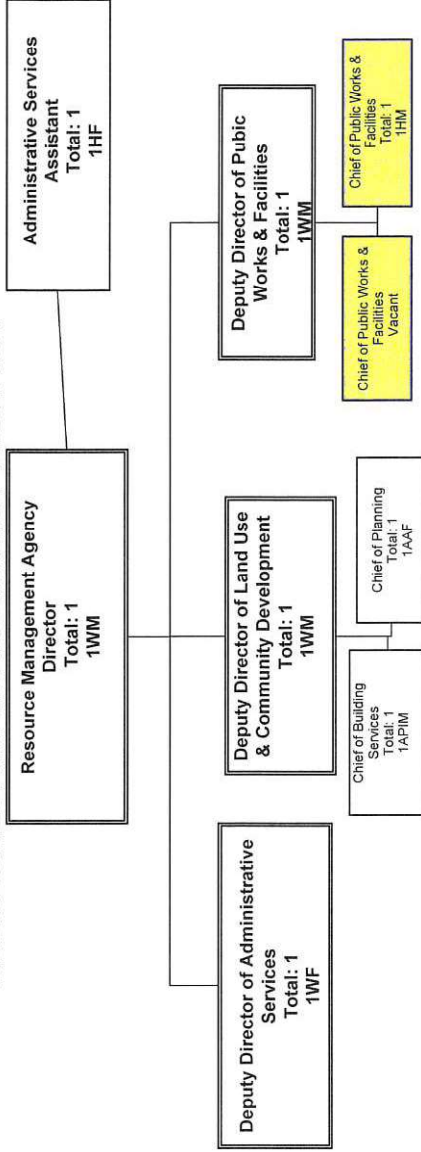 Resource Management Agency
Director
Total: 1
1WM
Administrative Services
Assistant
Total: 1
1HF
Deputy Director of Administrative
Services
Total: 1
1WF
Deputy Director of Land Use
& Community Development
Total: 1
1WM
Deputy Director of Pubic
Works & Facilities
Total: 1
1WM
Chief of Building
Services
Total: 1
1APIM
Chief of Planning
Total: 1
1AAF
Chief of Public Works &
Facilities
Vacant
Chief of Public Works &
Facilities
Total: 1
1HM